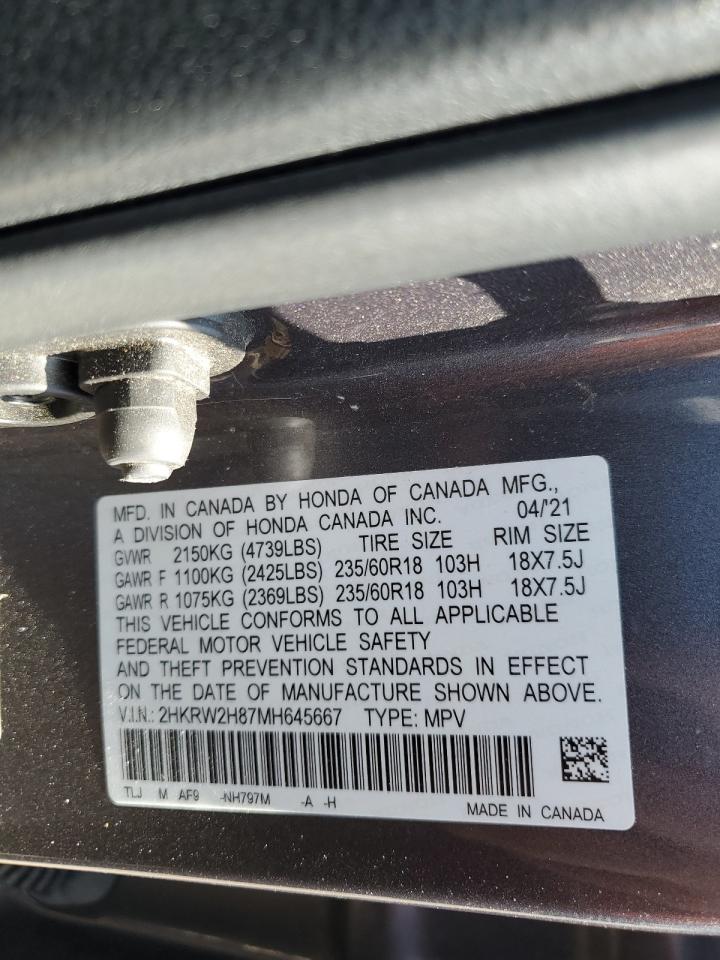 MFD. IN CANADA BY HONDA OF CANADA MFG.,
A DIVISION OF HONDA CANADA INC. 04/'21
GVWR 2150KG (4739LBS) TIRE SIZE RIM SIZE
GAWR F 1100KG (2425LBS) 235/60R18 103H 18X7.5J
GAWR R 1075KG (2369LBS) 235/60R18 103H 18X7.5J
THIS VEHICLE CONFORMS TO ALL APPLICABLE
FEDERAL MOTOR VEHICLE SAFETY
AND THEFT PREVENTION STANDARDS IN EFFECT
ON THE DATE OF MANUFACTURE SHOWN ABOVE.
V.I.N.: 2HKRW2H87MH645667 TYPE: MPV
TLJ M AF9 -NH797M -A -H
MADE IN CANADA